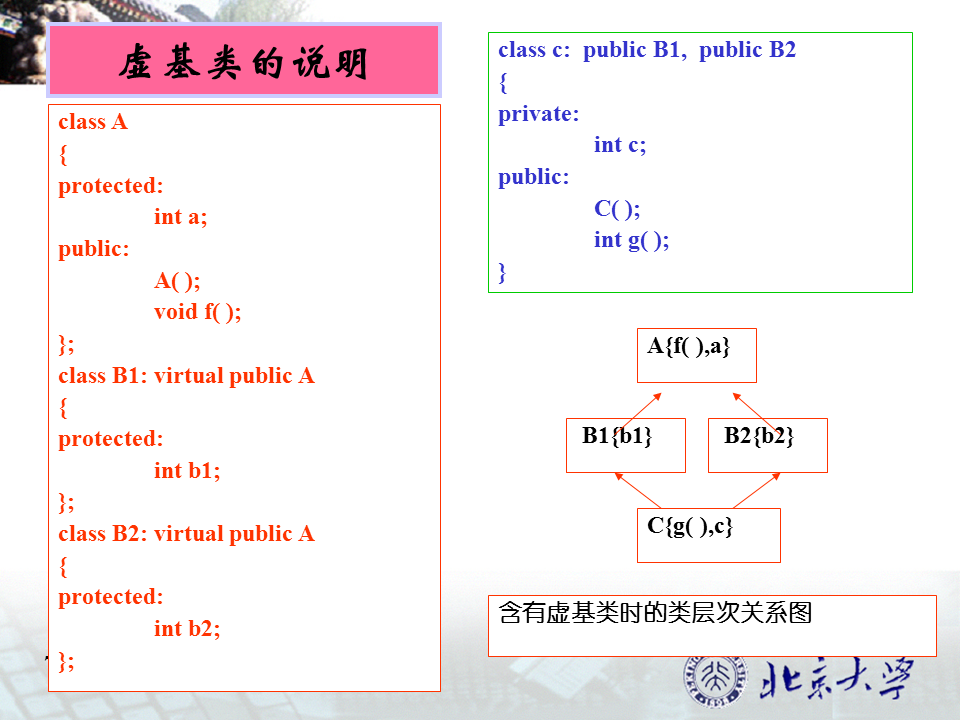 虚基类的说明
class A
{
protected:
int a;
public:
A( );
void f( );
};
class B1: virtual public A
{
protected:
int b1;
};
class B2: virtual public A
{
protected:
int b2;
};
class c: public B1, public B2
{
private:
int c;
public:
C( );
int g( );
}
A{f( ),a}
B1{b1}
B2{b2}
C{g( ),c}
含有虚基类时的类层次关系图
北京大学